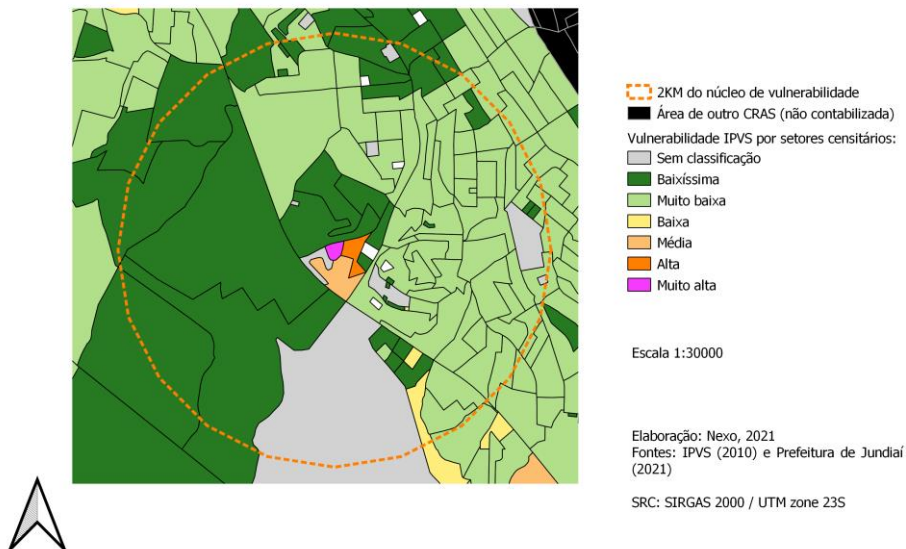 2KM do núcleo de vulnerabilidade
Área de outro CRAS (não contabilizada)
Vulnerabilidade IPVS por setores censitários:
Sem classificação
Baixíssima
Muito baixa
Baixa
Média
Alta
Muito alta
Escala 1:30000
Elaboração: Nexo, 2021
Fontes: IPVS (2010) e Prefeitura de Jundiaí
(2021)
SRC: SIRGAS 2000 / UTM zone 23S